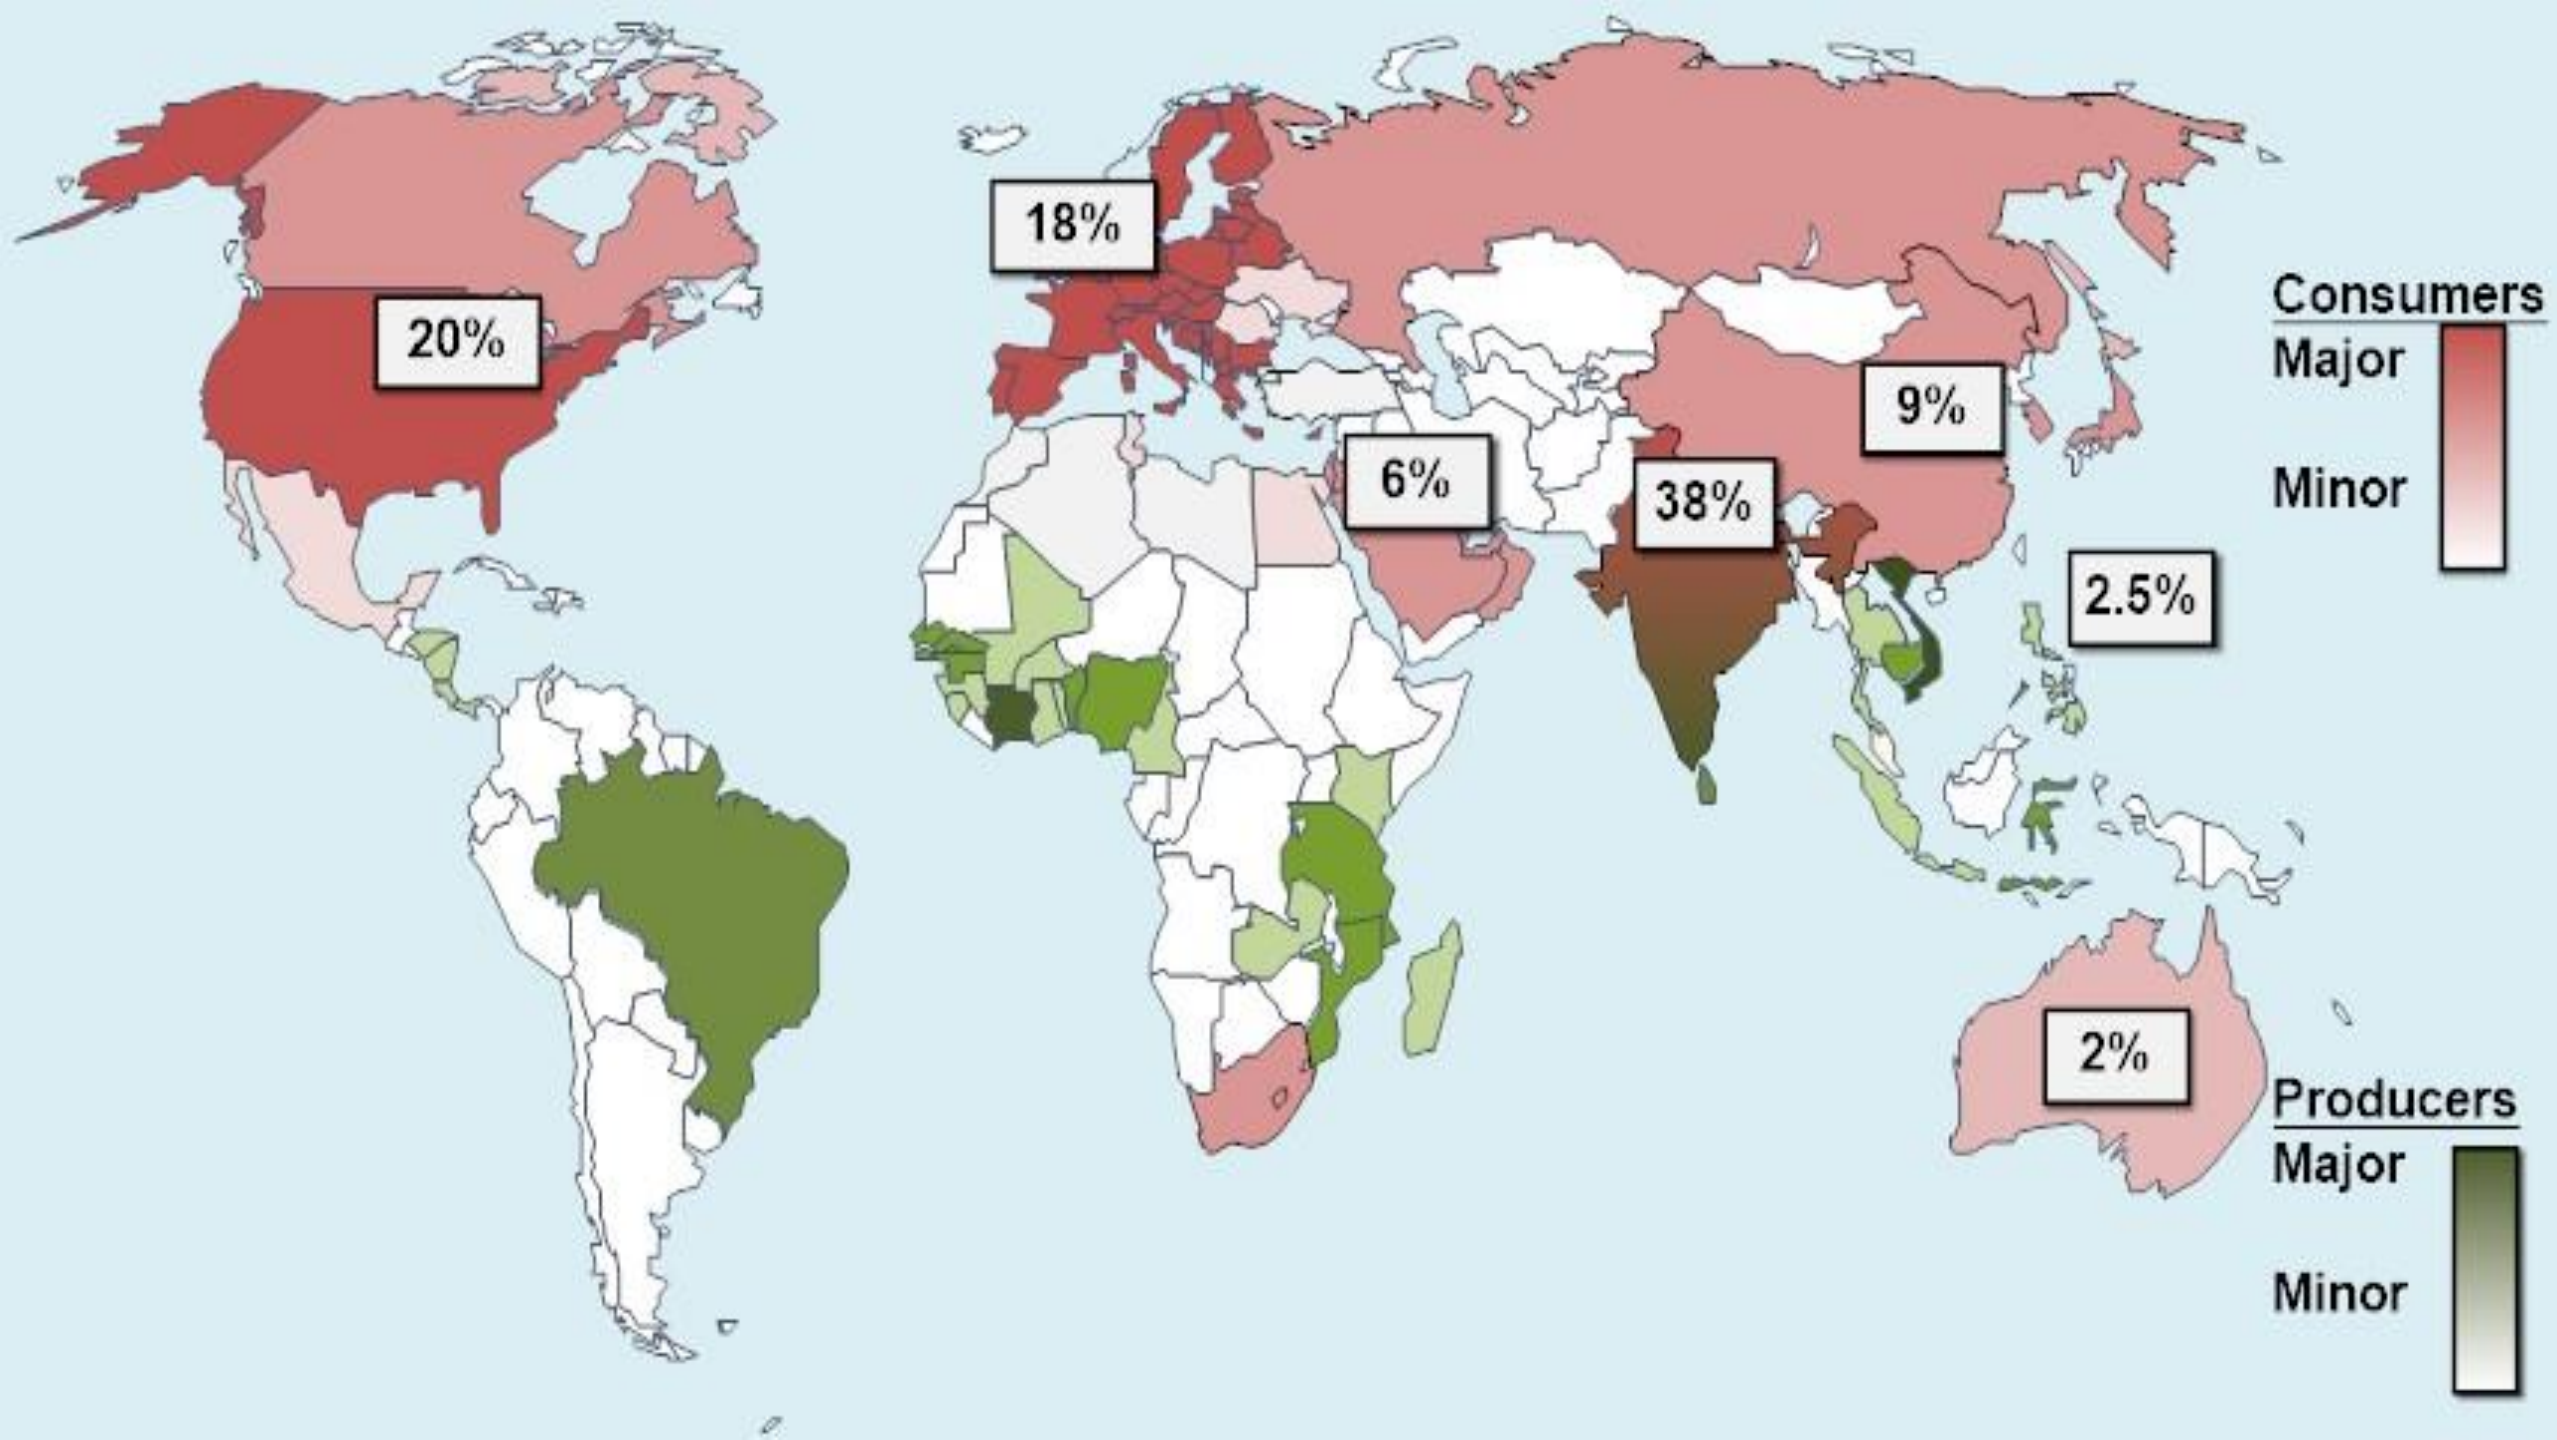 18%
20%
9%
6%
38%
2.5%
2%
Consumers
Major
Minor
Producers
Major
Minor